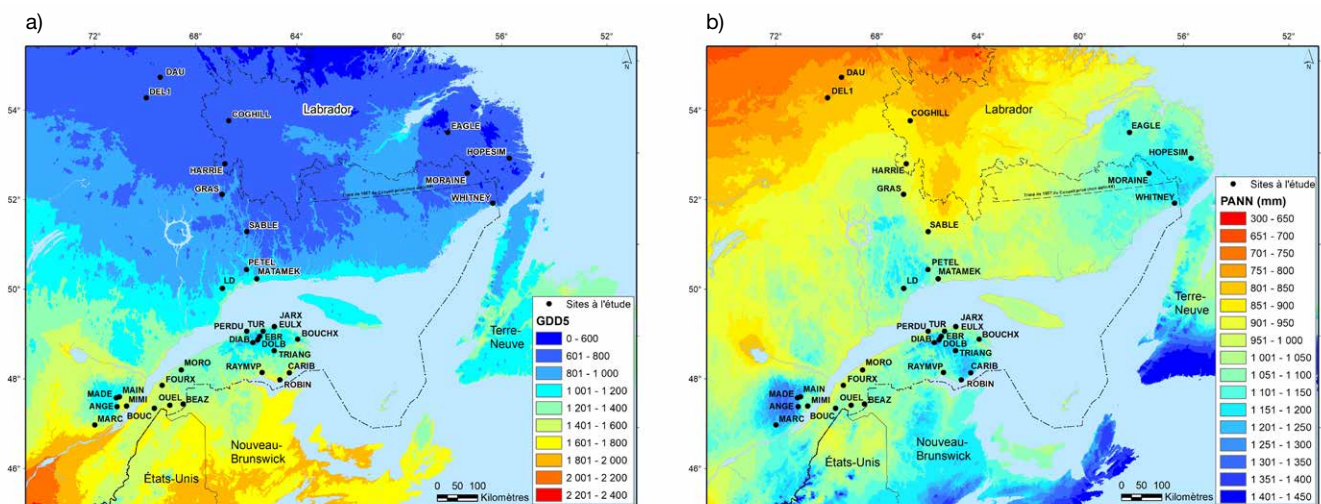 a)
72° 68° 64° 60° 56° 52°
DAU
DEL1
54°
COGHILL
Labrador
EAGLE
HOPESIM
HARRIE
MORAINE
GRAS
52°
WHITNEY
SABLE
PETEL
MATAMEK
LD
50°
JARX
PERDU TUR EULX
EBR BOUCHX
DIAB DOLB
TRIANG
MORO RAYMVP CARIB
48°
FOURX ROBIN
MADE MAIN
MIMI OUEL BEAZ
ANGE BOUC
MARC
46°
Nouveau-
Brunswick
États-Unis
Terre-
Neuve
N
0 50 100
Kilomètres
Sites à l'étude
GDD5
0 - 600
601 - 800
801 - 1 000
1 001 - 1 200
1 201 - 1 400
1 401 - 1 600
1 601 - 1 800
1 801 - 2 000
2 001 - 2 200
2 201 - 2 400
b)
72° 68° 64° 60° 56° 52°
DAU
DEL1
54°
COGHILL
Labrador
EAGLE
HOPESIM
HARRIE
MORAINE
GRAS
52°
WHITNEY
SABLE
PETEL
MATAMEK
LD
50°
JARX
PERDU TUR EULX
EBR BOUCHX
DIAB DOLB
TRIANG
MORO RAYMVP CARIB
48°
FOURX ROBIN
MADE MAIN
MIMI OUEL BEAZ
ANGE BOUC
MARC
46°
Nouveau-
Brunswick
États-Unis
Terre-
Neuve
N
0 50 100
Kilomètres
Sites à l'étude
PANN (mm)
300 - 650
651 - 700
701 - 750
751 - 800
801 - 850
851 - 900
901 - 950
951 - 1 000
1 001 - 1 050
1 051 - 1 100
1 101 - 1 150
1 151 - 1 200
1 201 - 1 250
1 251 - 1 300
1 301 - 1 350
1 351 - 1 400
1 401 - 1 450